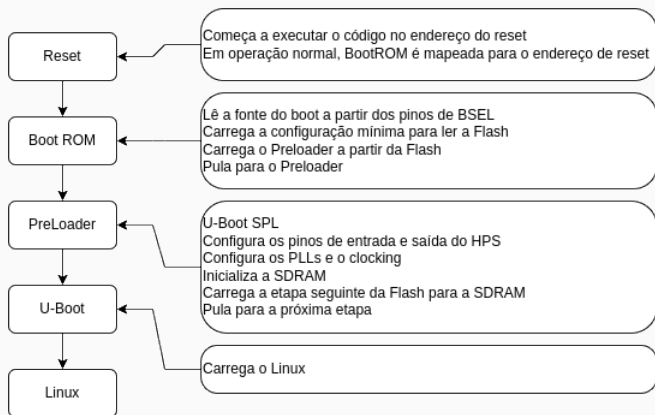 Reset
Começa a executar o código no endereço do reset
Em operação normal, BootROM é mapeada para o endereço de reset
Boot ROM
Lê a fonte do boot a partir dos pinos de BSEL
Carrega a configuração mínima para ler a Flash
Carrega o Preloader a partir da Flash
Pula para o Preloader
PreLoader
U-Boot SPL
Configura os pinos de entrada e saída do HPS
Configura os PLLs e o clocking
Inicializa a SDRAM
Carrega a etapa seguinte da Flash para a SDRAM
Pula para a próxima etapa
U-Boot
Carrega o Linux
Linux